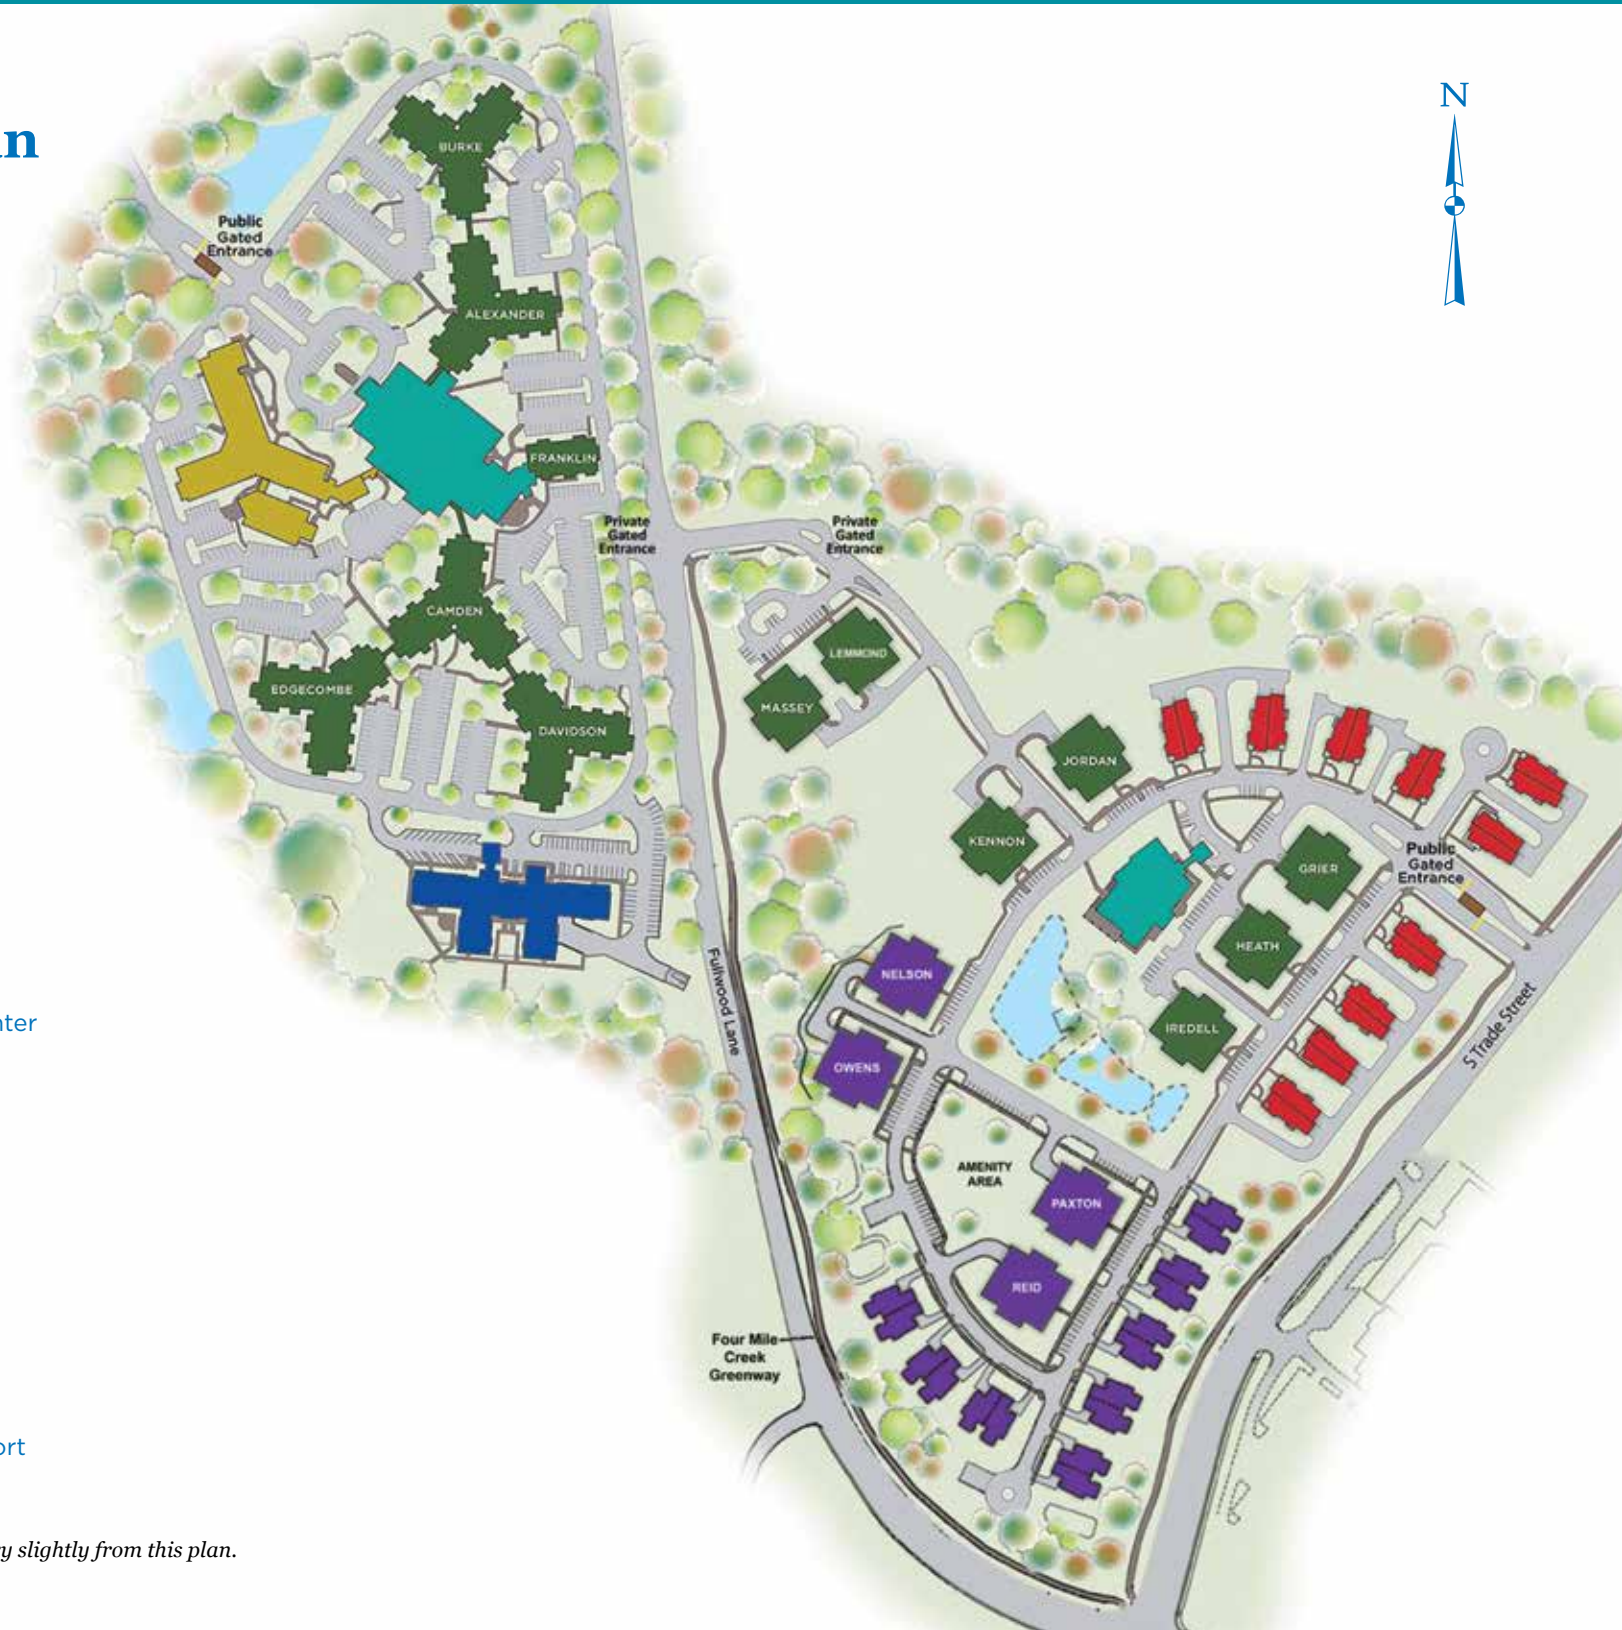 N
an
BURKE
Public
Gated
Entrance
ALEXANDER
FRANKLIN
Private
Gated
Entrance
Private
Gated
Entrance
CAMDEN
LEMMOND
EDGECOMBE
MASSEY
DAVIDSON
JORDAN
KENNON
GRIER
Public
Gated
Entrance
HEATH
NELSON
Fullwood Lane
IREDELL
S Trade Street
nter
OWENS
AMENITY
AREA
PAXTON
REID
Four Mile
Creek
Greenway
ort
y slightly from this plan.